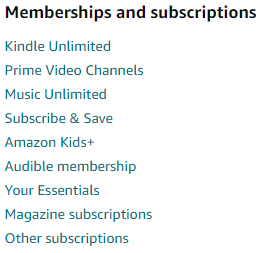 Memberships and subscriptions
Kindle Unlimited
Prime Video Channels
Music Unlimited
Subscribe & Save
Amazon Kids+
Audible membership
Your Essentials
Magazine subscriptions
Other subscriptions